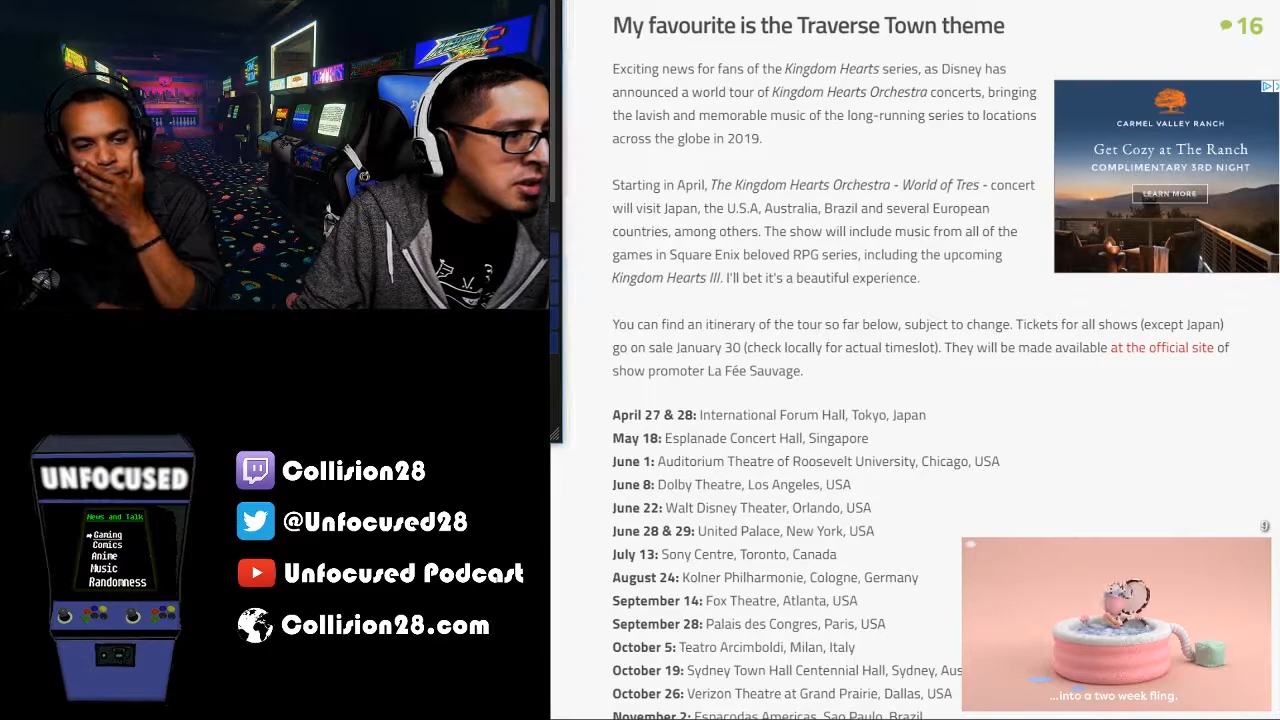 My favourite is the Traverse Town theme
16
Exciting news for fans of the Kingdom Hearts series, as Disney has
announced a world tour of Kingdom Hearts Orchestra concerts, bringing
the lavish and memorable music of the long-running series to locations
across the globe in 2019.
Starting in April, The Kingdom Hearts Orchestra - World of Tres - concert
will visit Japan, the U.S.A, Australia, Brazil and several European
countries, among others. The show will include music from all of the
games in Square Enix beloved RPG series, including the upcoming
Kingdom Hearts III. I'll bet it's a beautiful experience.
CARMEL VALLEY RANCH
Get Cozy at The Ranch
COMPLIMENTARY 3RD NIGHT
LEARN MORE
You can find an itinerary of the tour so far below, subject to change. Tickets for all shows (except Japan)
go on sale January 30 (check locally for actual timeslot). They will be made available at the official site of
show promoter La Fée Sauvage.
April 27 & 28: International Forum Hall, Tokyo, Japan
May 18: Esplanade Concert Hall, Singapore
June 1: Auditorium Theatre of Roosevelt University, Chicago, USA
June 8: Dolby Theatre, Los Angeles, USA
June 22: Walt Disney Theater, Orlando, USA
June 28 & 29: United Palace, New York, USA
July 13: Sony Centre, Toronto, Canada
August 24: Kolner Philharmonie, Cologne, Germany
September 14: Fox Theatre, Atlanta, USA
September 28: Palais des Congres, Paris, USA
October 5: Teatro Arcimboldi, Milan, Italy
October 19: Sydney Town Hall Centennial Hall, Sydney, Aus
October 26: Verizon Theatre at Grand Prairie, Dallas, USA
November 2: Espacodas Americas, Sao Paulo, Brazil
9
...into a two week fling.
UNFOCUSED
News and Talk
Gaming
Comics
Anime
Music
Randomness
Collision28
@Unfocused28
Unfocused Podcast
Collision28.com
TETRIS